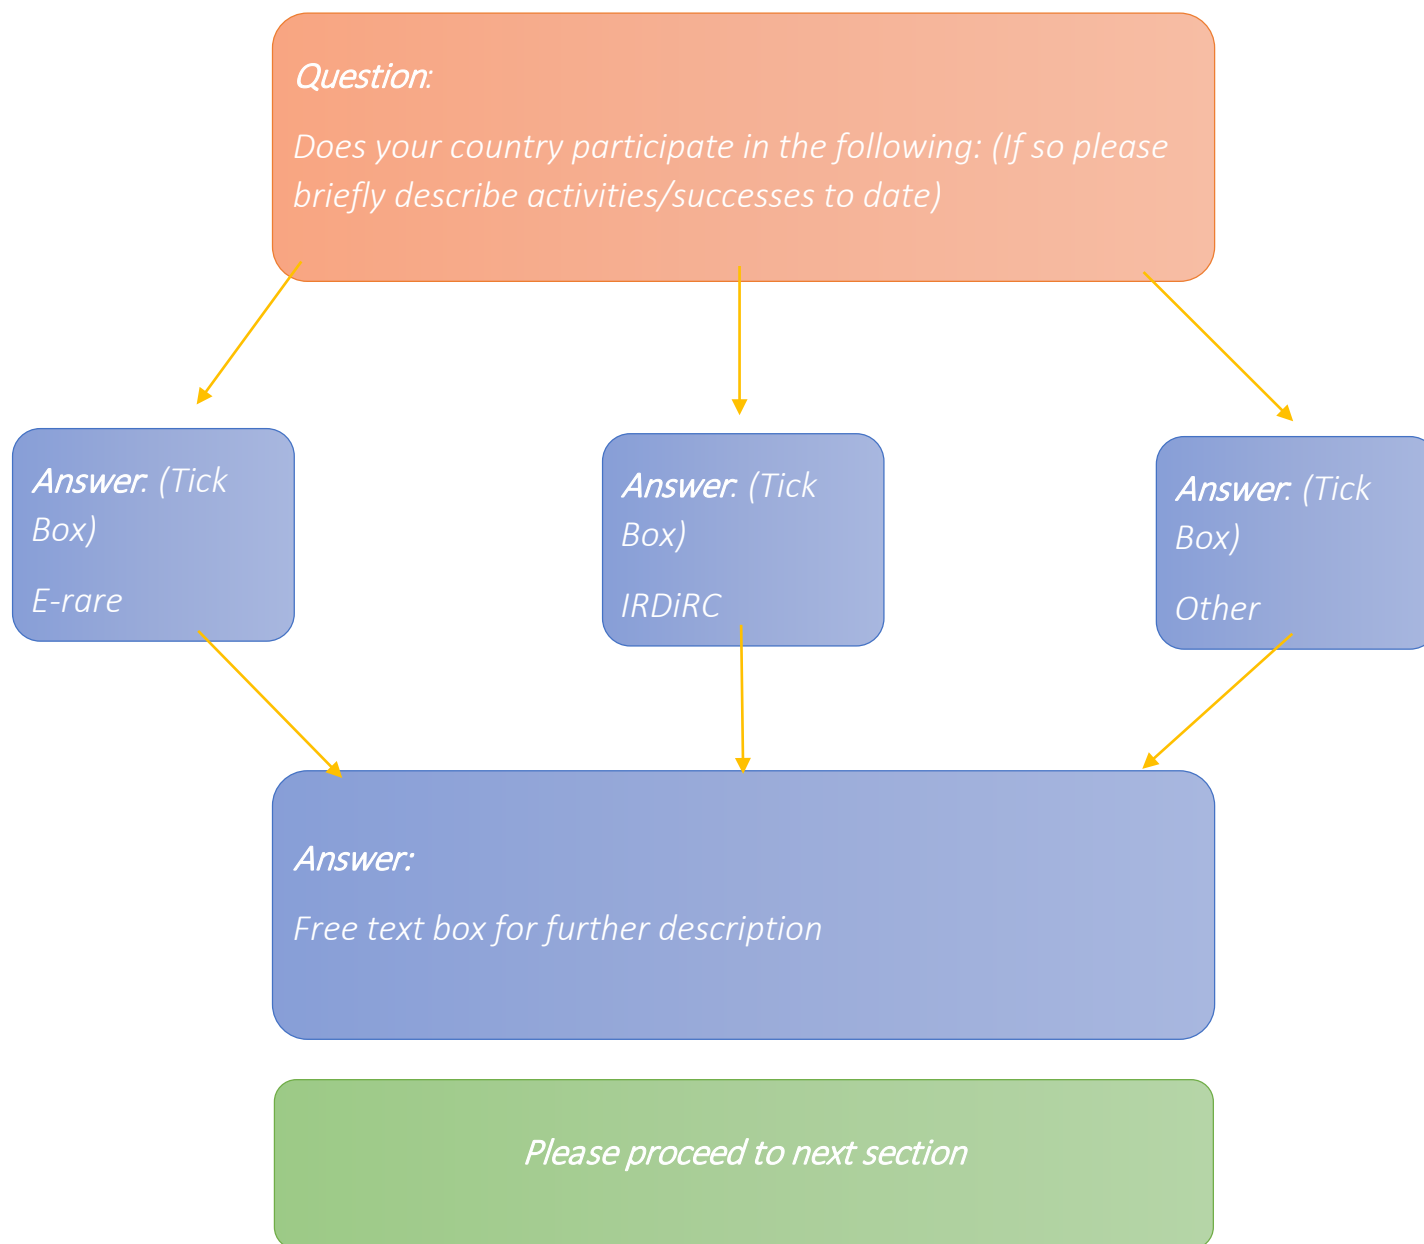 Question:
Does your country participate in the following: (If so please
briefly describe activities/successes to date)
Answer: (Tick
Box)
E-rare
Answer: (Tick
Box)
IRDiRC
Answer: (Tick
Box)
Other
Answer:
Free text box for further description
Please proceed to next section